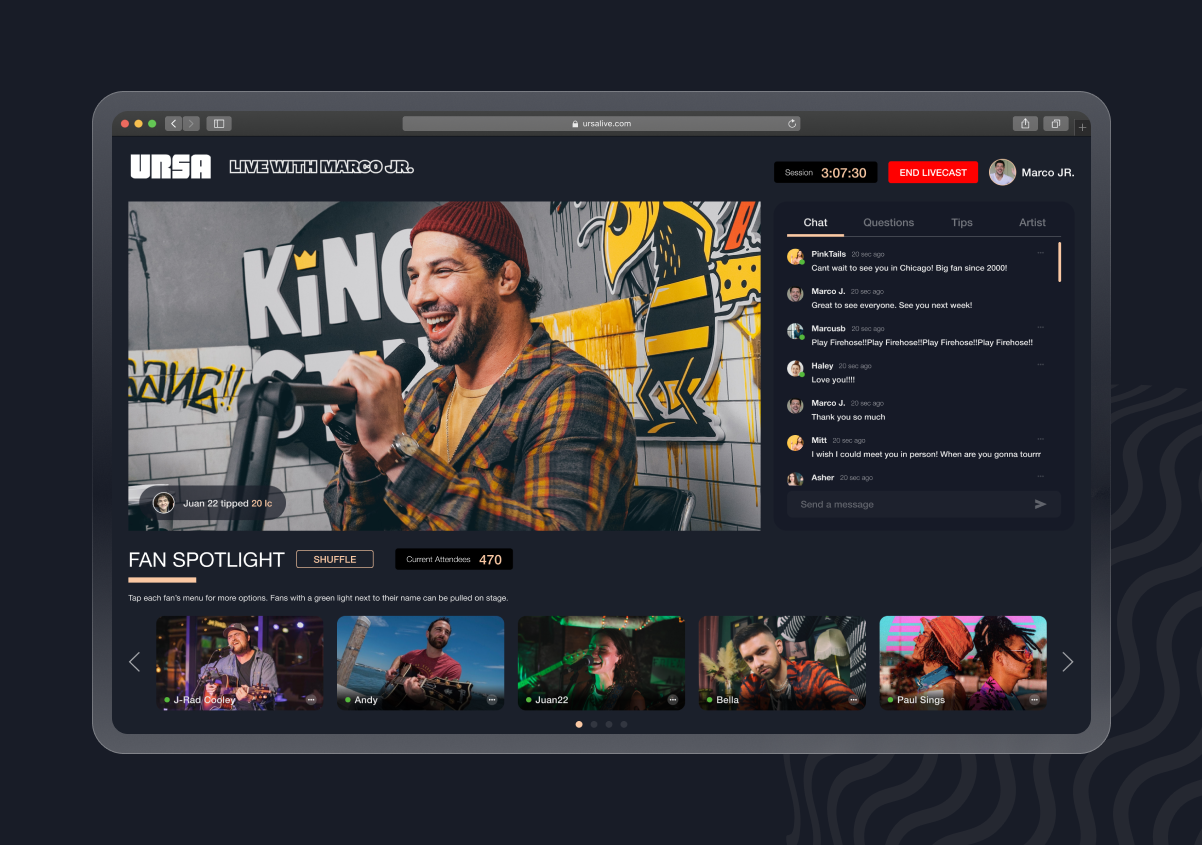 ursalive.com
URSA
LIVE WITH MARCO JR.
Session 3:07:30
END LIVECAST
Marco JR.
KiNG
GANG!!
Juan 22 tipped 20 lc
Chat Questions Tips Artist
PinkTails 20 sec ago
Cant wait to see you in Chicago! Big fan since 2000!
Marco J. 20 sec ago
Great to see everyone. See you next week!
Marcusb 20 sec ago
Play Firehose!!Play Firehose!!Play Firehose!!Play Firehose!!
Haley 20 sec ago
Love you!!!!
Marco J. 20 sec ago
Thank you so much
Mitt 20 sec ago
I wish I could meet you in person! When are you gonna tourrr
Asher 20 sec ago
Send a message
FAN SPOTLIGHT
SHUFFLE
Current Attendees 470
Tap each fan's menu for more options. Fans with a green light next to their name can be pulled on stage.
J-Rad Cooley
Andy
Juan22
Bella
Paul Sings